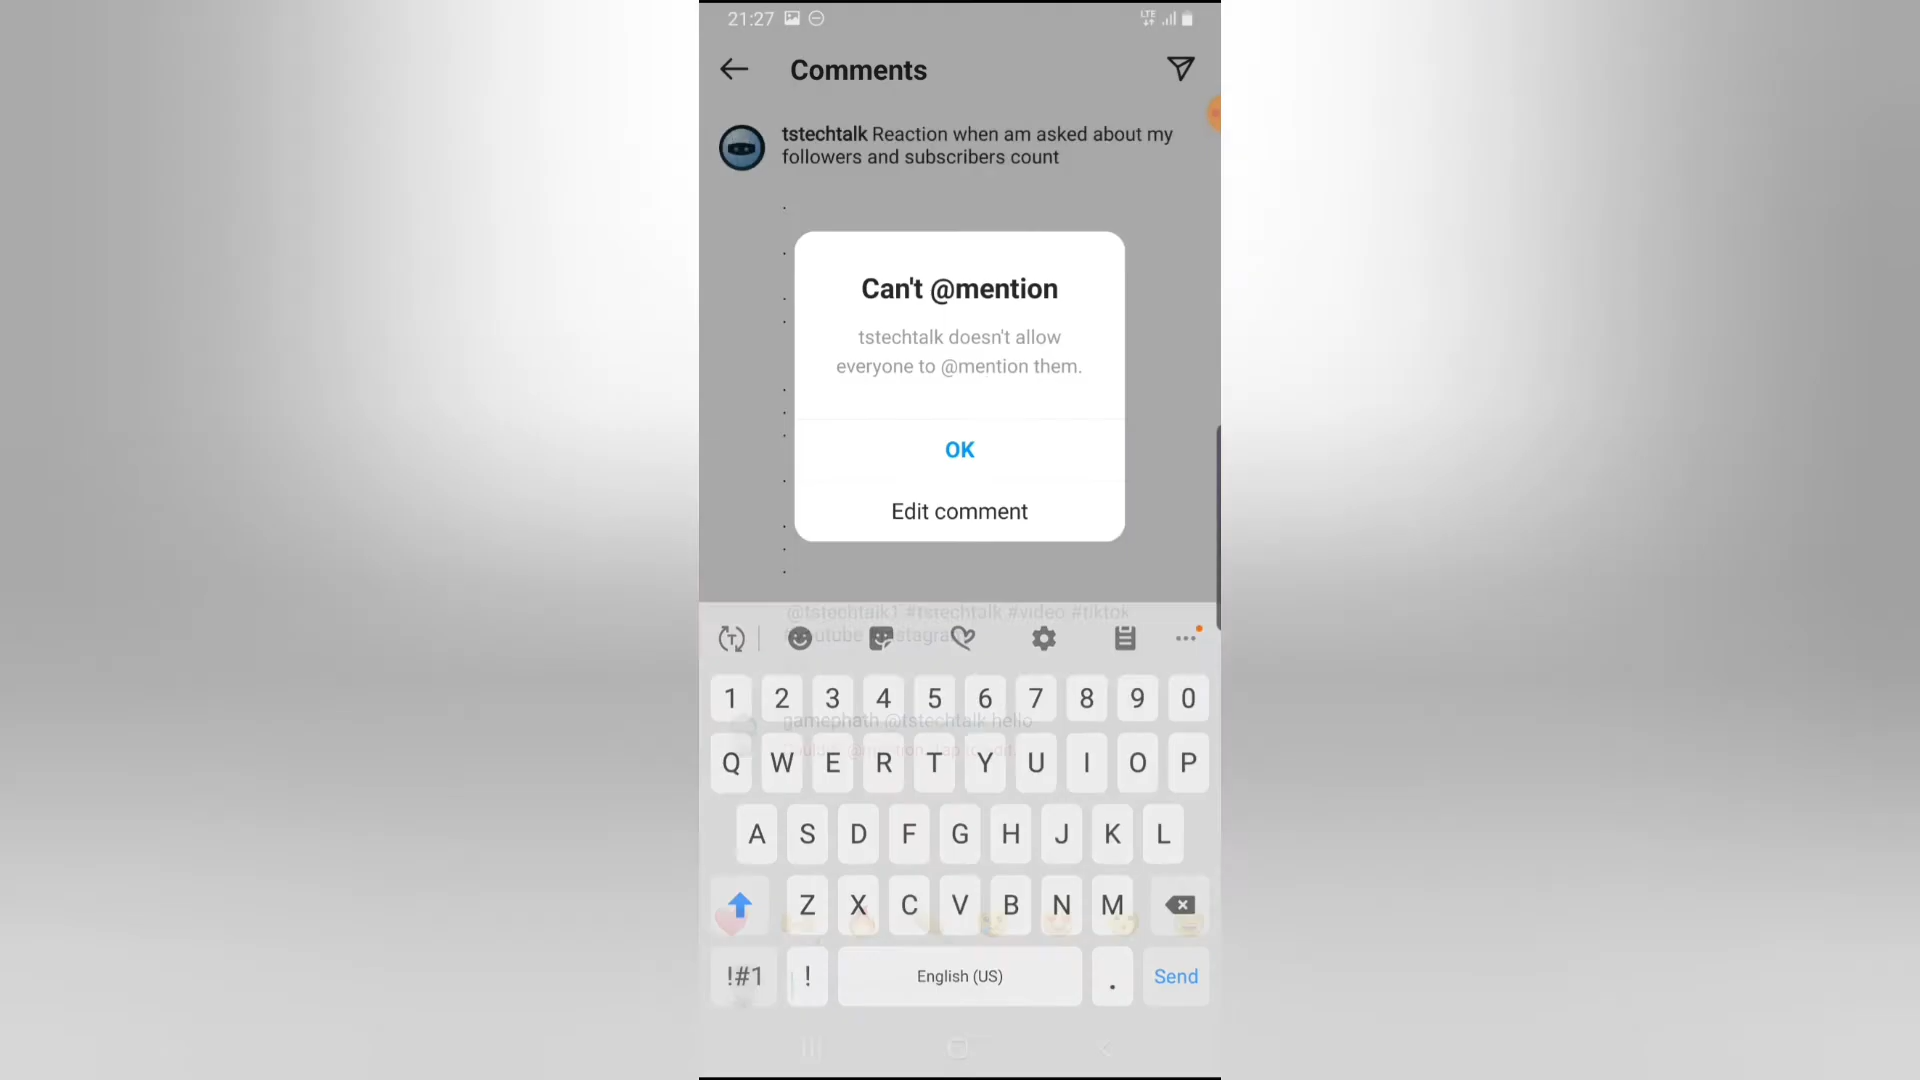 21:27
LTE
Comments
tstechtalk Reaction when am asked about my
followers and subscribers count
Can't @mention
tstechtalk doesn't allow
everyone to @mention them.
OK
Edit comment
@tstechtalk1 #tstechtalk #video #tiktok
1 2 3 4 5 6 7 8 9 0
gamephath @tstechtalk hello
Q W E R T Y U I O P
A S D F G H J K L
Z X C V B N M
!#1 ! English (US) . Send